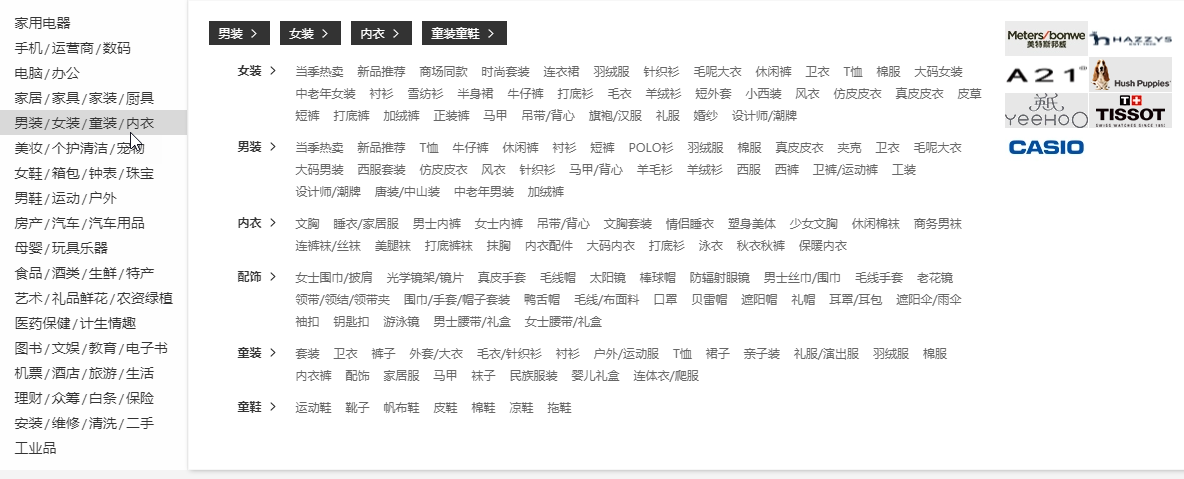 家用电器
手机/运营商/数码
电脑/办公
家居/家具/家装/厨具
男装/女装/童装/内衣
美妆/个护清洁/宠物
女鞋/箱包/钟表/珠宝
男鞋/运动/户外
房产/汽车/汽车用品
母婴/玩具乐器
食品/酒类/生鲜/特产
艺术/礼品鲜花/农资绿植
医药保健/计生情趣
图书/文娱/教育/电子书
机票/酒店/旅游/生活
理财/众筹/白条/保险
安装/维修/清洗/二手
工业品
男装 > 女装 > 内衣 > 童装童鞋 >
女装 > 当季热卖 新品推荐 商场同款 时尚套装 连衣裙 羽绒服 针织衫 毛呢大衣 休闲裤 卫衣 T恤 棉服 大码女装
中老年女装 衬衫 雪纺衫 半身裙 牛仔裤 打底衫 毛衣 羊绒衫 短外套 小西装 风衣 仿皮皮衣 真皮皮衣 皮草
短裤 打底裤 加绒裤 正装裤 马甲 吊带/背心 旗袍/汉服 礼服 婚纱 设计师/潮牌
男装 > 当季热卖 新品推荐 T恤 牛仔裤 休闲裤 衬衫 短裤 POLO衫 羽绒服 棉服 真皮皮衣 夹克 卫衣 毛呢大衣
大码男装 西服套装 仿皮皮衣 风衣 针织衫 马甲/背心 羊毛衫 羊绒衫 西服 西裤 卫裤/运动裤 工装
设计师/潮牌 唐装/中山装 中老年男装 加绒裤
内衣 > 文胸 睡衣/家居服 男士内裤 女士内裤 吊带/背心 文胸套装 情侣睡衣 塑身美体 少女文胸 休闲棉袜 商务男袜
连裤袜/丝袜 美腿袜 打底裤袜 抹胸 内衣配件 大码内衣 打底衫 泳衣 秋衣秋裤 保暖内衣
配饰 > 女士围巾/披肩 光学镜架/镜片 真皮手套 毛线帽 太阳镜 棒球帽 防辐射眼镜 男士丝巾/围巾 毛线手套 老花镜
领带/领结/领带夹 围巾/手套/帽子套装 鸭舌帽 毛线/布面料 口罩 贝雷帽 遮阳帽 礼帽 耳罩/耳包 遮阳伞/雨伞
袖扣 钥匙扣 游泳镜 男士腰带/礼盒 女士腰带/礼盒
童装 > 套装 卫衣 裤子 外套/大衣 毛衣/针织衫 衬衫 户外/运动服 T恤 裙子 亲子装 礼服/演出服 羽绒服 棉服
内衣裤 配饰 家居服 马甲 袜子 民族服装 婴儿礼盒 连体衣/爬服
童鞋 > 运动鞋 靴子 帆布鞋 皮鞋 棉鞋 凉鞋 拖鞋
Meters/bonwe
美特斯邦威
HAZZYS
A21
Hush Puppies
英氏
YEEHOO
T+
TISSOT
SWISS WATCHES SINCE 1853
CASIO